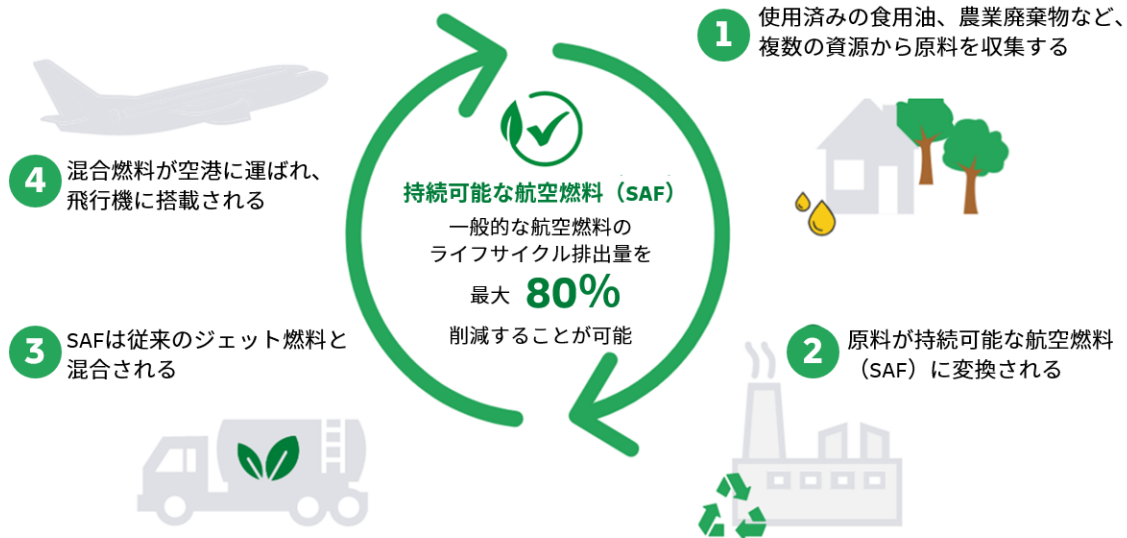 1
使用済みの食用油、農業廃棄物など、
複数の資源から原料を収集する
2
原料が持続可能な航空燃料
（SAF）に変換される
3
SAFは従来のジェット燃料と
混合される
4
混合燃料が空港に運ばれ、
飛行機に搭載される
持続可能な航空燃料（SAF）
一般的な航空燃料の
ライフサイクル排出量を
最大 80%
削減することが可能